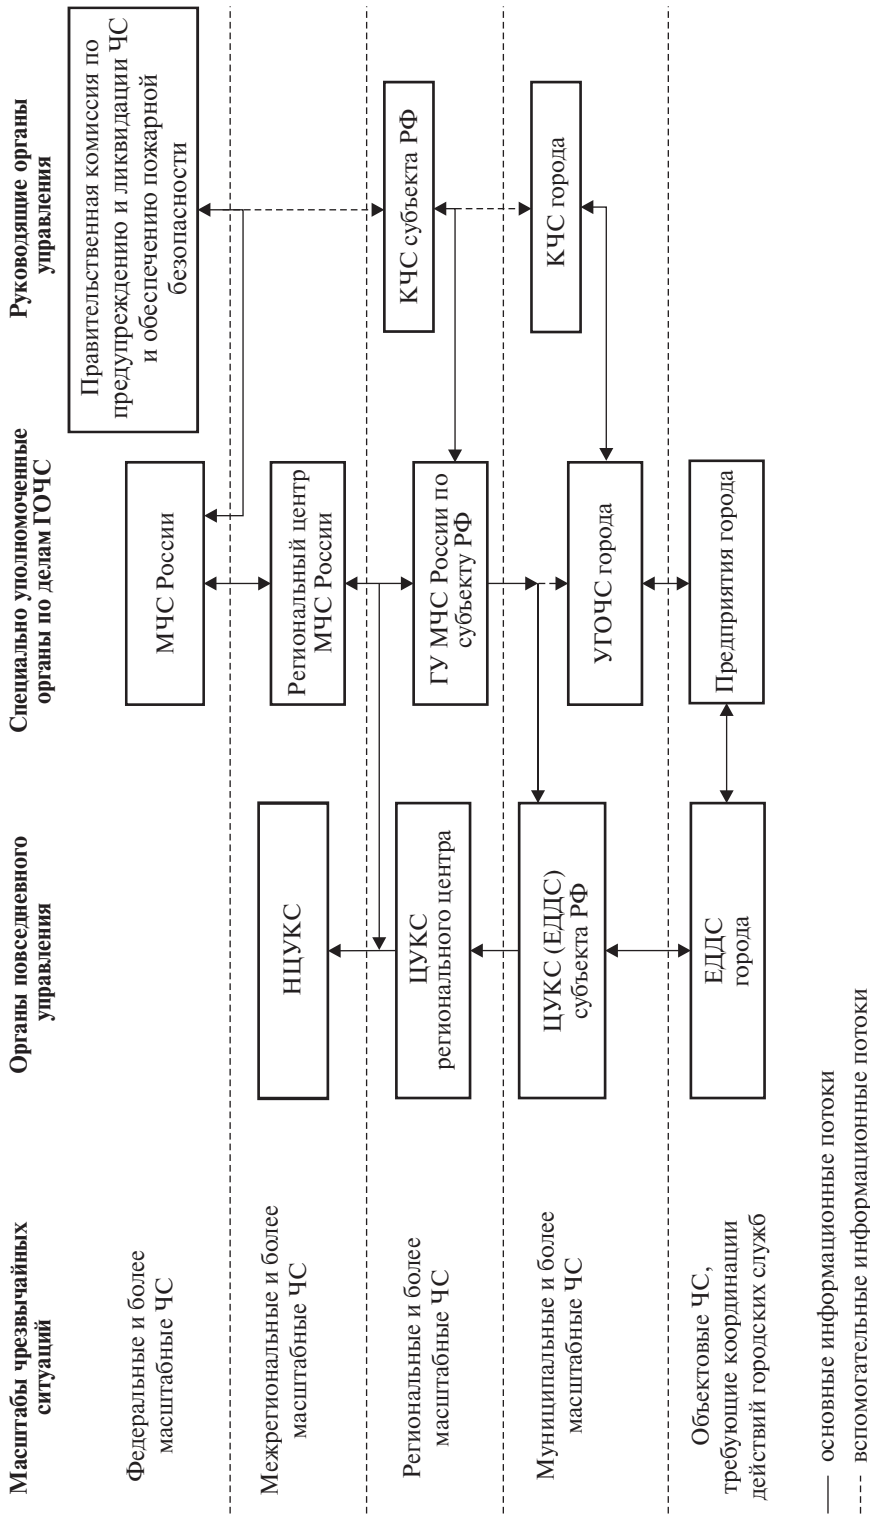 Масштабы чрезвычайных
ситуаций
Органы повседневного
управления
Специально уполномоченные
органы по делам ГОЧС
Руководящие органы
управления
Федеральные и более
масштабные ЧС
МЧС России
Правительственная комиссия по
предупреждению и ликвидации ЧС
и обеспечению пожарной
безопасности
Межрегиональные и более
масштабные ЧС
НЦУКС
Региональный центр
МЧС России
Региональные и более
масштабные ЧС
ЦУКС
регионального центра
ГУ МЧС России по
субъекту РФ
КЧС субъекта РФ
Муниципальные и более
масштабные ЧС
ЦУКС (ЕДДС)
субъекта РФ
УГОЧС города
КЧС города
Объектовые ЧС,
требующие координации
действий городских служб
ЕДДС
города
Предприятия города
основные информационные потоки
вспомогательные информационные потоки